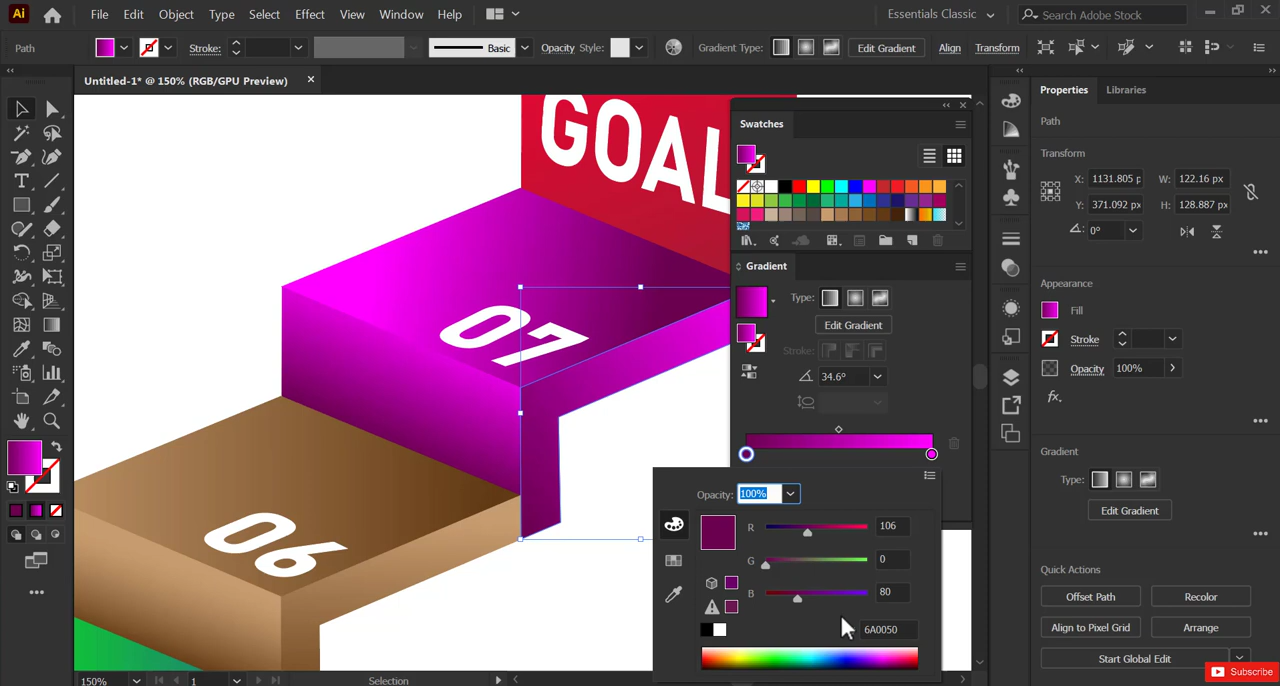 Ai File Edit Object Type Select Effect View Window Help Essentials Classic Search Adobe Stock
Path Stroke: Basic Opacity Style: Gradient Type: Edit Gradient Align Transform
Untitled-1* @ 150% (RGB/GPU Preview)
GOAL
07
06
Swatches
Gradient
Type:
Edit Gradient
Stroke:
34.6°
Opacity: 100%
R 106
G 0
B 80
6A0050
Properties Libraries
Path
Transform
X: 1131.805 p W: 122.16 px
Y: 371.092 px H: 128.887 px
0°
Appearance
Fill
Stroke
Opacity 100%
fx
Gradient
Type:
Edit Gradient
Quick Actions
Offset Path Recolor
Align to Pixel Grid Arrange
Start Global Edit
Subscribe
150% 1 Selection